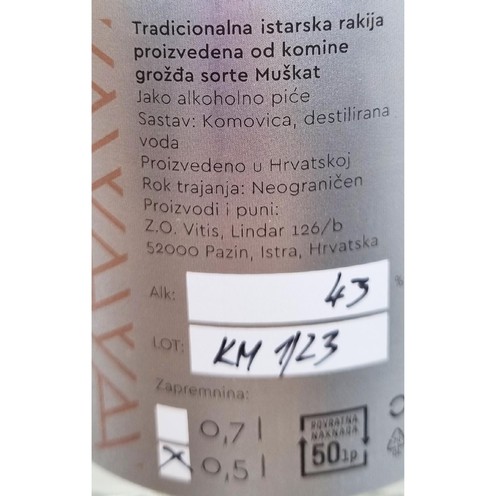 Tradicionalna istarska rakija
proizvedena od komine
grožđa sorte Muškat
Jako alkoholno piće
Sastav: Komovica, destilirana
voda
Proizvedeno u Hrvatskoj
Rok trajanja: Neograničen
Proizvodi i puni:
Z.O. Vitis, Lindar 126/b
52000 Pazin, Istra, Hrvatska
Alk: 43 %
LOT: KM 1/23
Zapremnina:
0,7 l
0,5 l
POVRATNA
NAKNADA
50lp